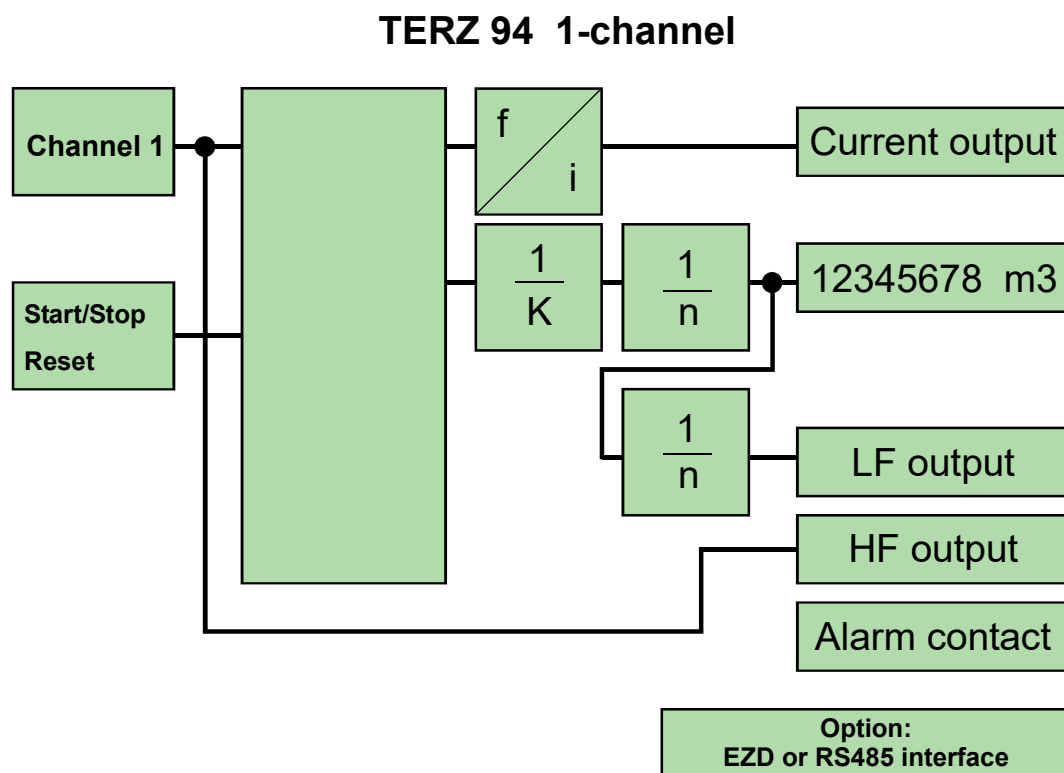 TERZ 94 1-channel
Channel 1
f
i
Current output
Start/Stop
Reset
1
K
1
n
12345678 m3
1
n
LF output
HF output
Alarm contact
Option:
EZD or RS485 interface